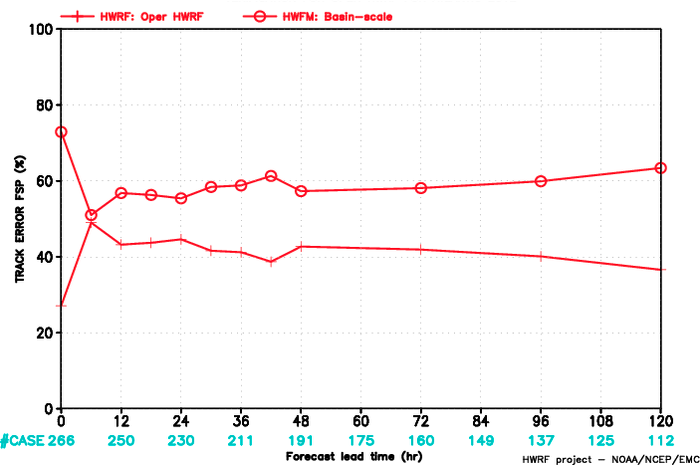 HWRF: Oper HWRF HWFM: Basin-scale
100
80
60
40
20
0
TRACK ERROR FSP (%)
0 12 24 36 48 60 72 84 96 108 120
#CASE 266 250 230 211 191 175 160 149 137 125 112
Forecast lead time (hr)
HWRF project - NOAA/NCEP/EMC